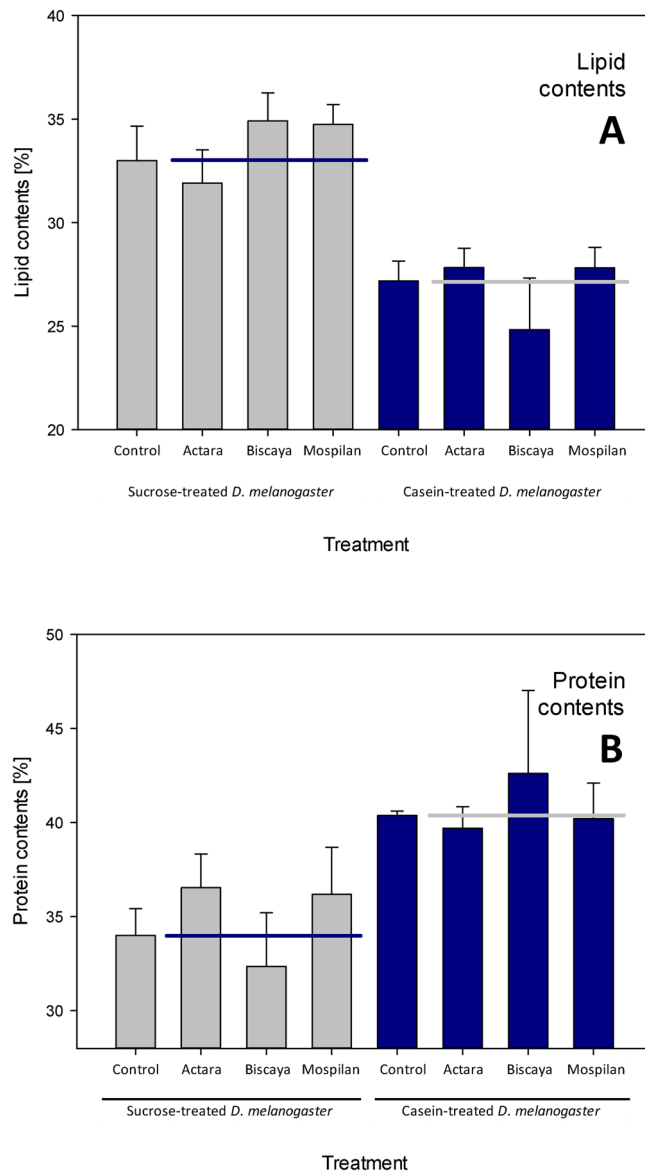 40
35
30
25
20
Lipid contents [%]
Lipid
contents
A
Control Actara Biscaya Mospilan Control Actara Biscaya Mospilan
Sucrose-treated D. melanogaster Casein-treated D. melanogaster
Treatment
50
45
40
35
30
Protein contents [%]
Protein
contents
B
Control Actara Biscaya Mospilan Control Actara Biscaya Mospilan
Sucrose-treated D. melanogaster Casein-treated D. melanogaster
Treatment